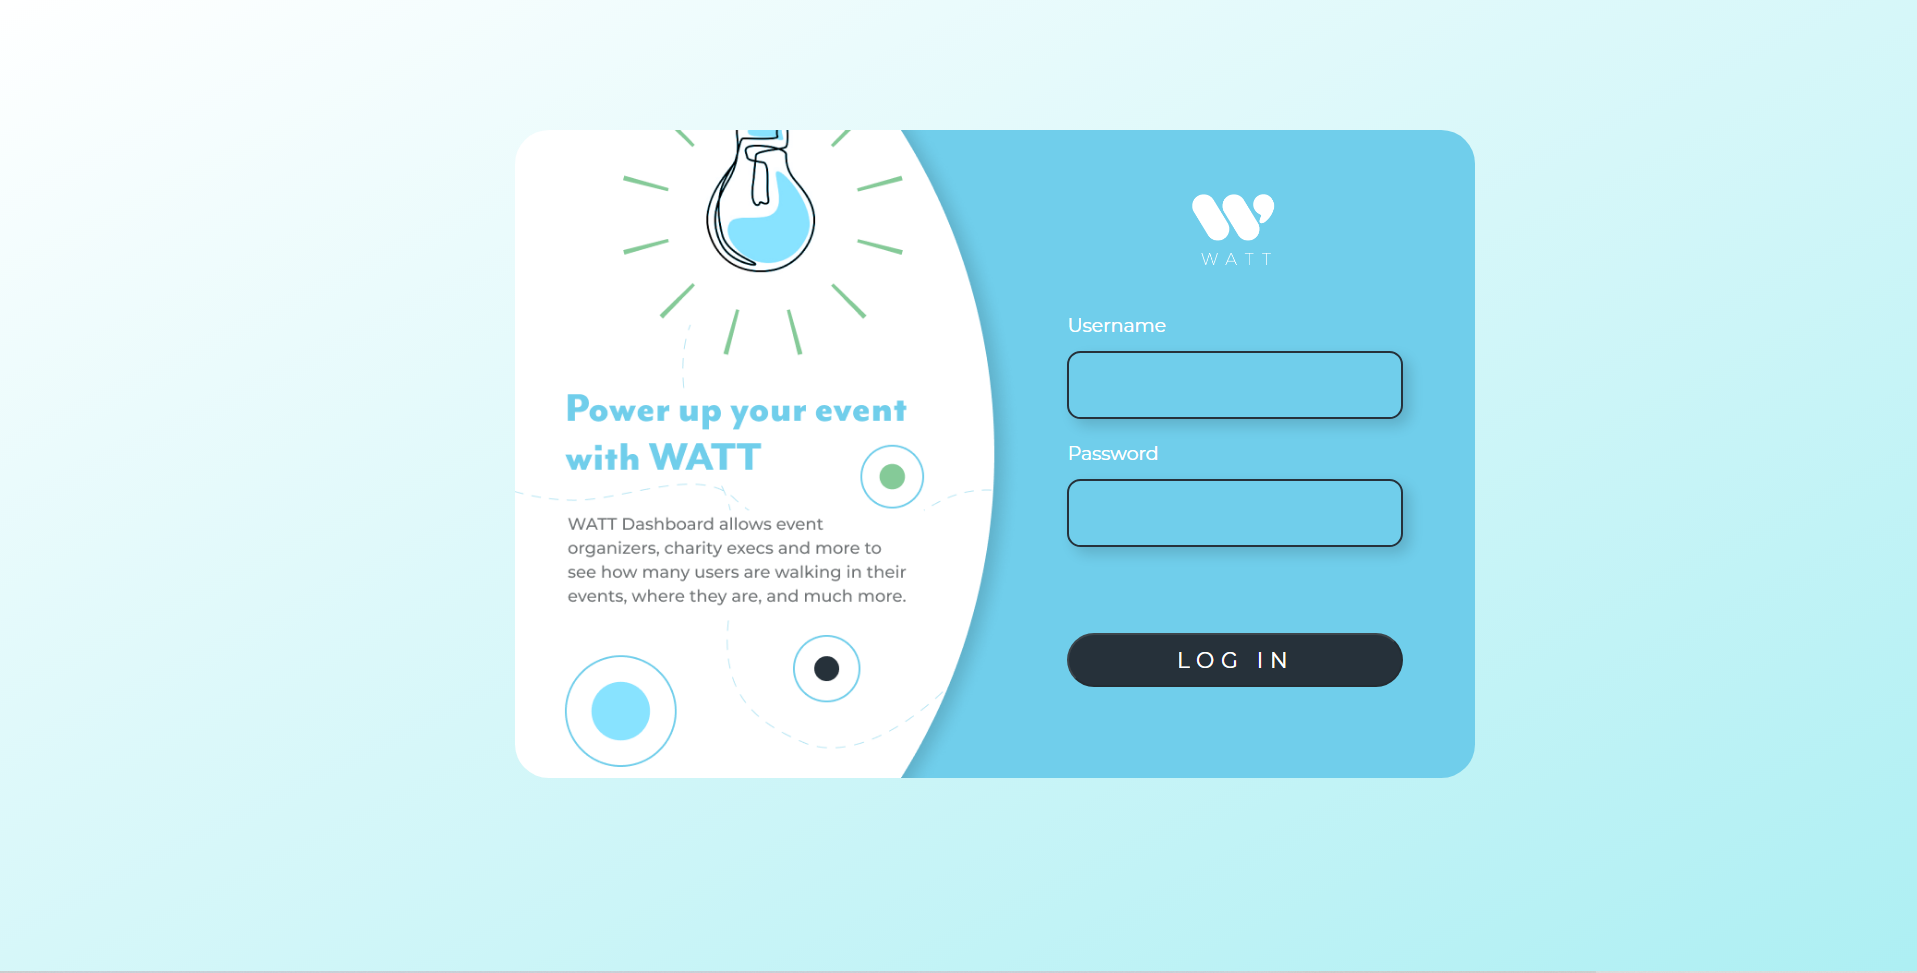 Power up your event
with WATT
WATT Dashboard allows event
organizers, charity execs and more to
see how many users are walking in their
events, where they are, and much more.
WATT
Username
Password
LOG IN